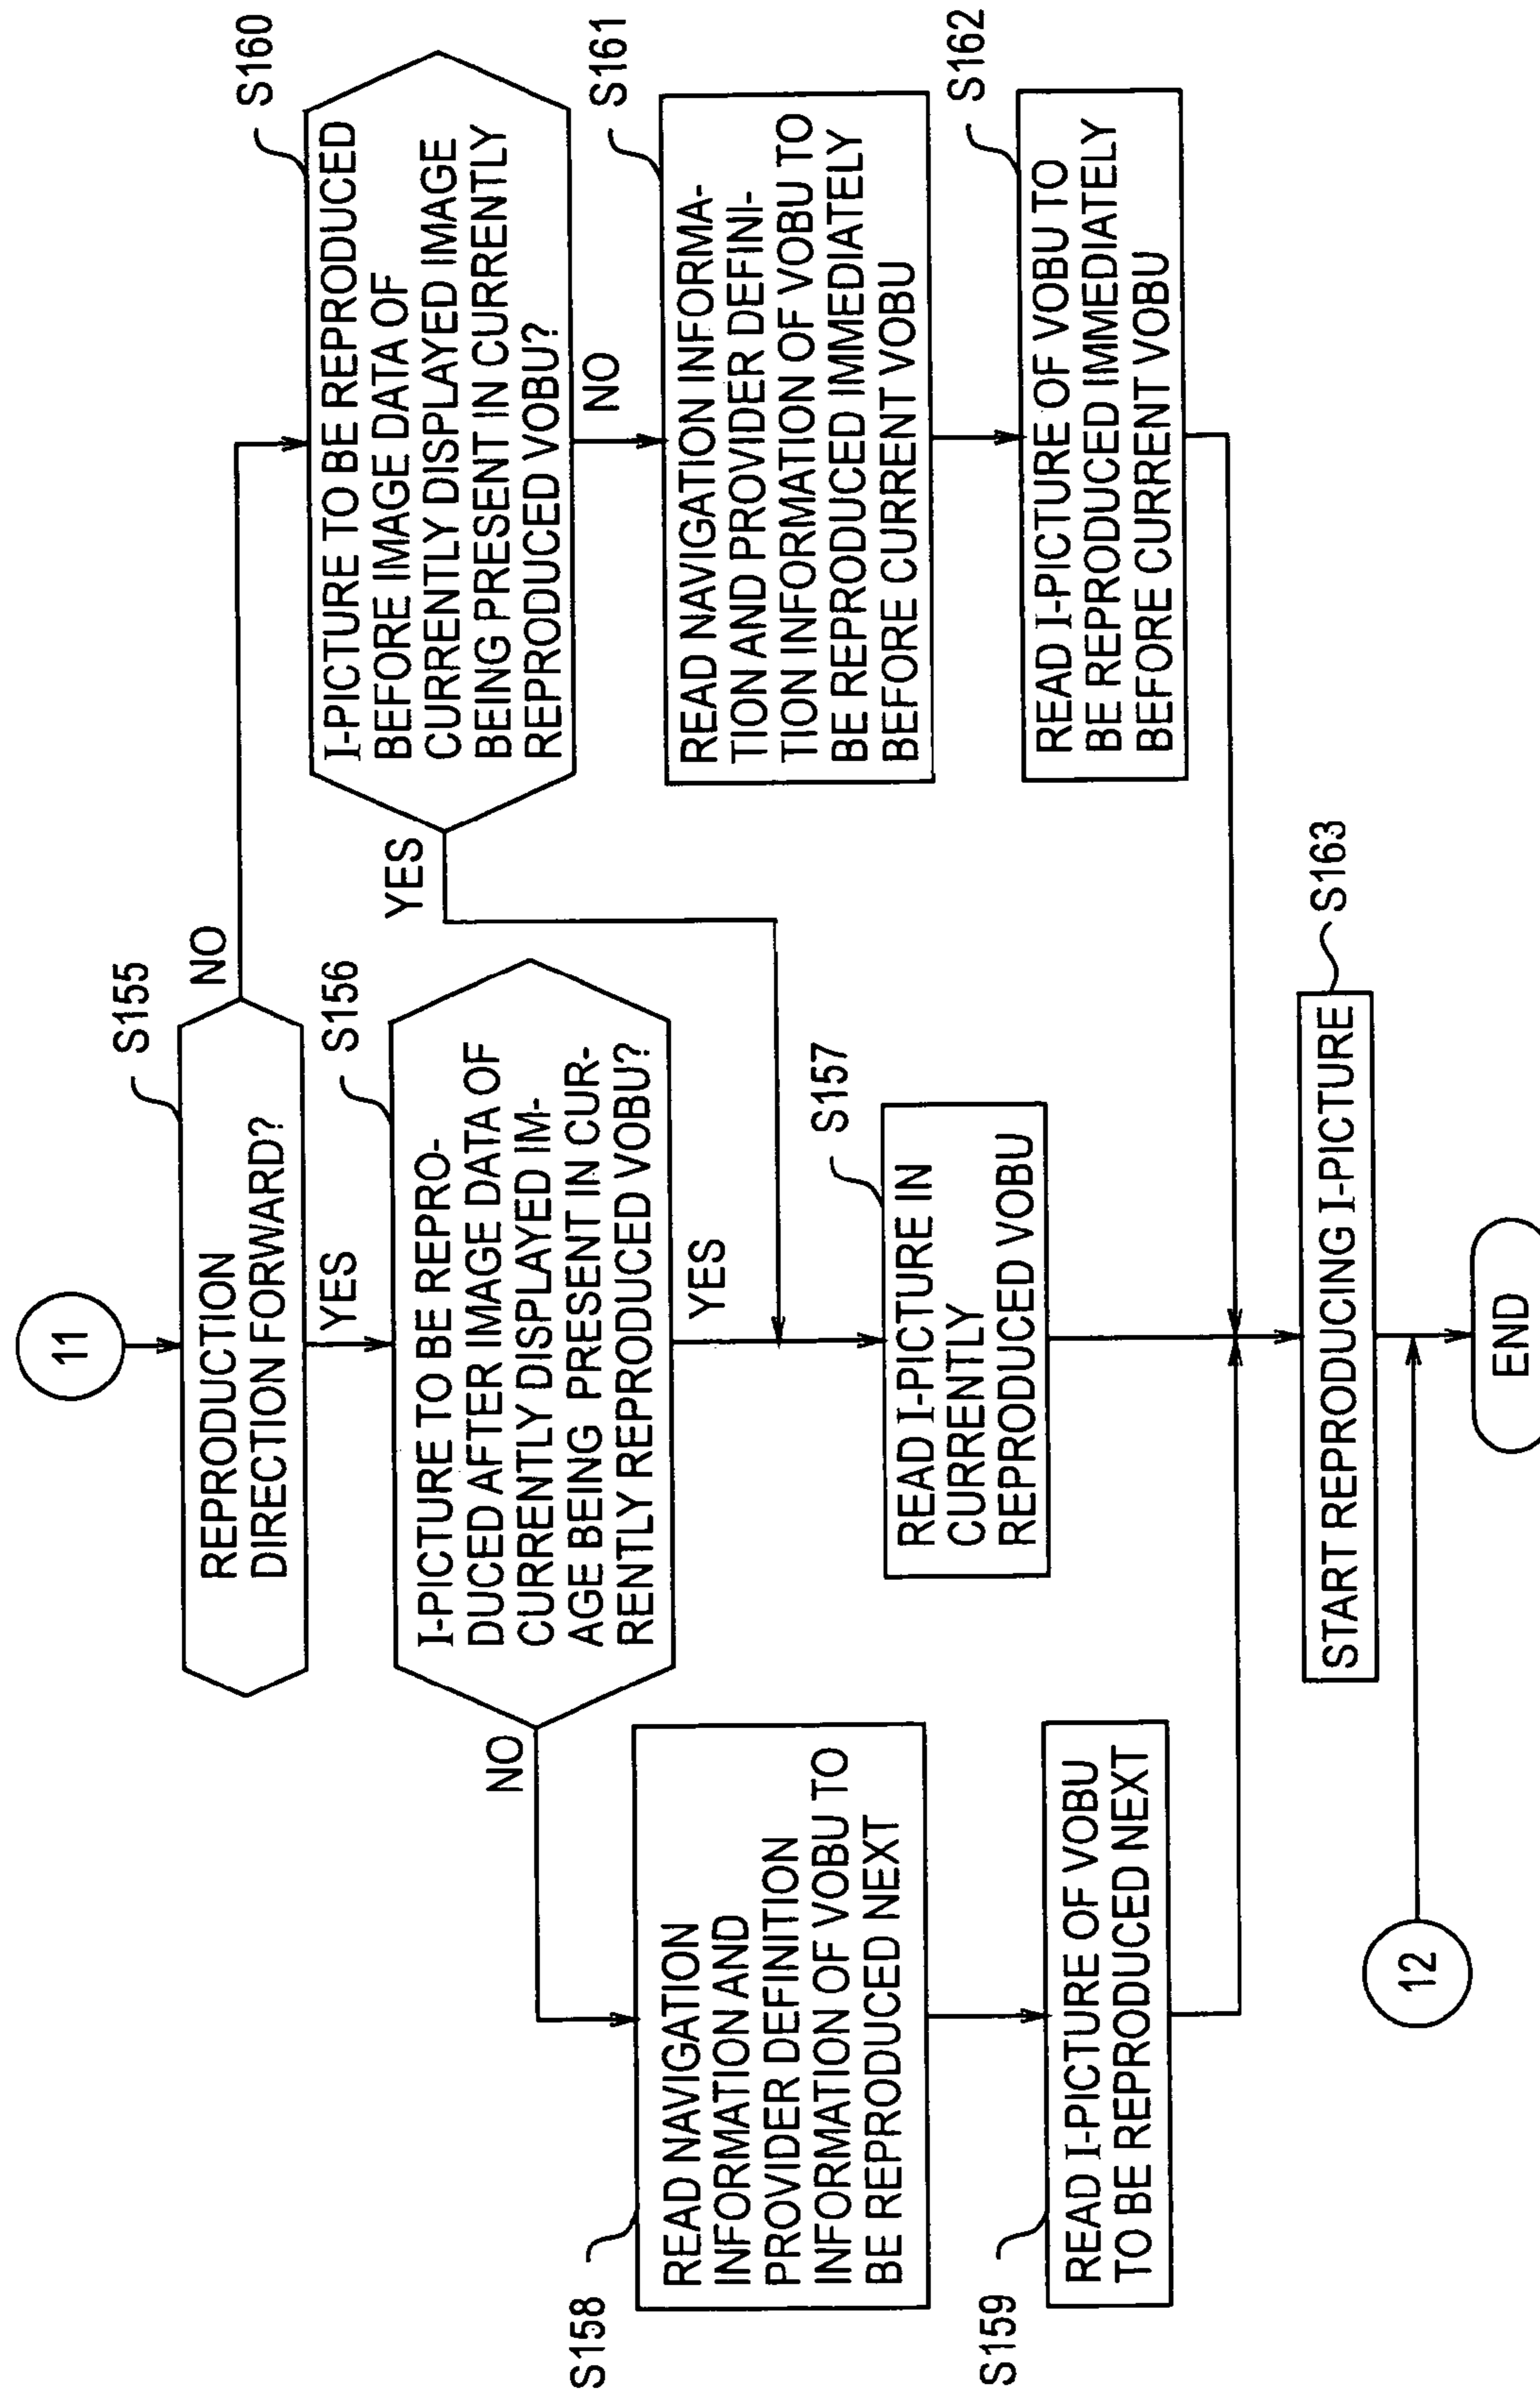 11
S155
REPRODUCTION
DIRECTION FORWARD?
NO
YES
S156
I-PICTURE TO BE REPRO-
DUCED AFTER IMAGE DATA OF
CURRENTLY DISPLAYED IM-
AGE BEING PRESENT IN CUR-
RENTLY REPRODUCED VOBU?
NO
YES
S160
I-PICTURE TO BE REPRODUCED
BEFORE IMAGE DATA OF
CURRENTLY DISPLAYED IMAGE
BEING PRESENT IN CURRENTLY
REPRODUCED VOBU?
YES
NO
S158
READ NAVIGATION
INFORMATION AND
PROVIDER DEFINITION
INFORMATION OF VOBU TO
BE REPRODUCED NEXT
S161
READ NAVIGATION INFORMA-
TION AND PROVIDER DEFINI-
TION INFORMATION OF VOBU TO
BE REPRODUCED IMMEDIATELY
BEFORE CURRENT VOBU
S157
READ I-PICTURE IN
CURRENTLY
REPRODUCED VOBU
S159
READ I-PICTURE OF VOBU
TO BE REPRODUCED NEXT
S162
READ I-PICTURE OF VOBU TO
BE REPRODUCED IMMEDIATELY
BEFORE CURRENT VOBU
S163
START REPRODUCING I-PICTURE
12
END